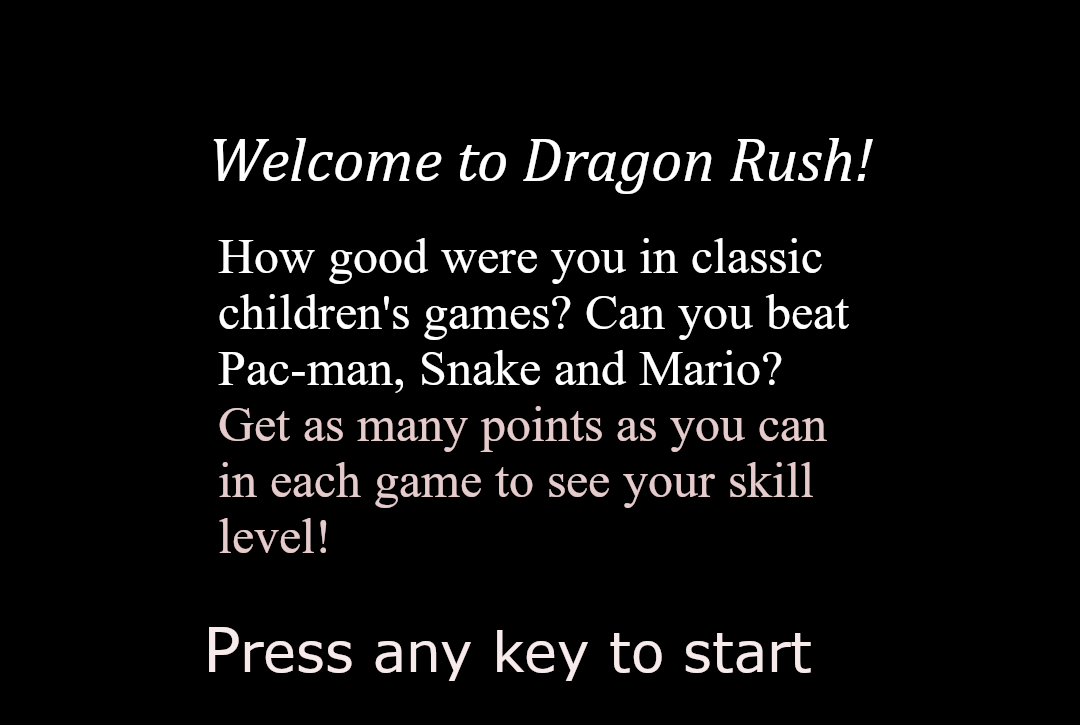 Welcome to Dragon Rush!
How good were you in classic
children's games? Can you beat
Pac-man, Snake and Mario?
Get as many points as you can
in each game to see your skill
level!
Press any key to start